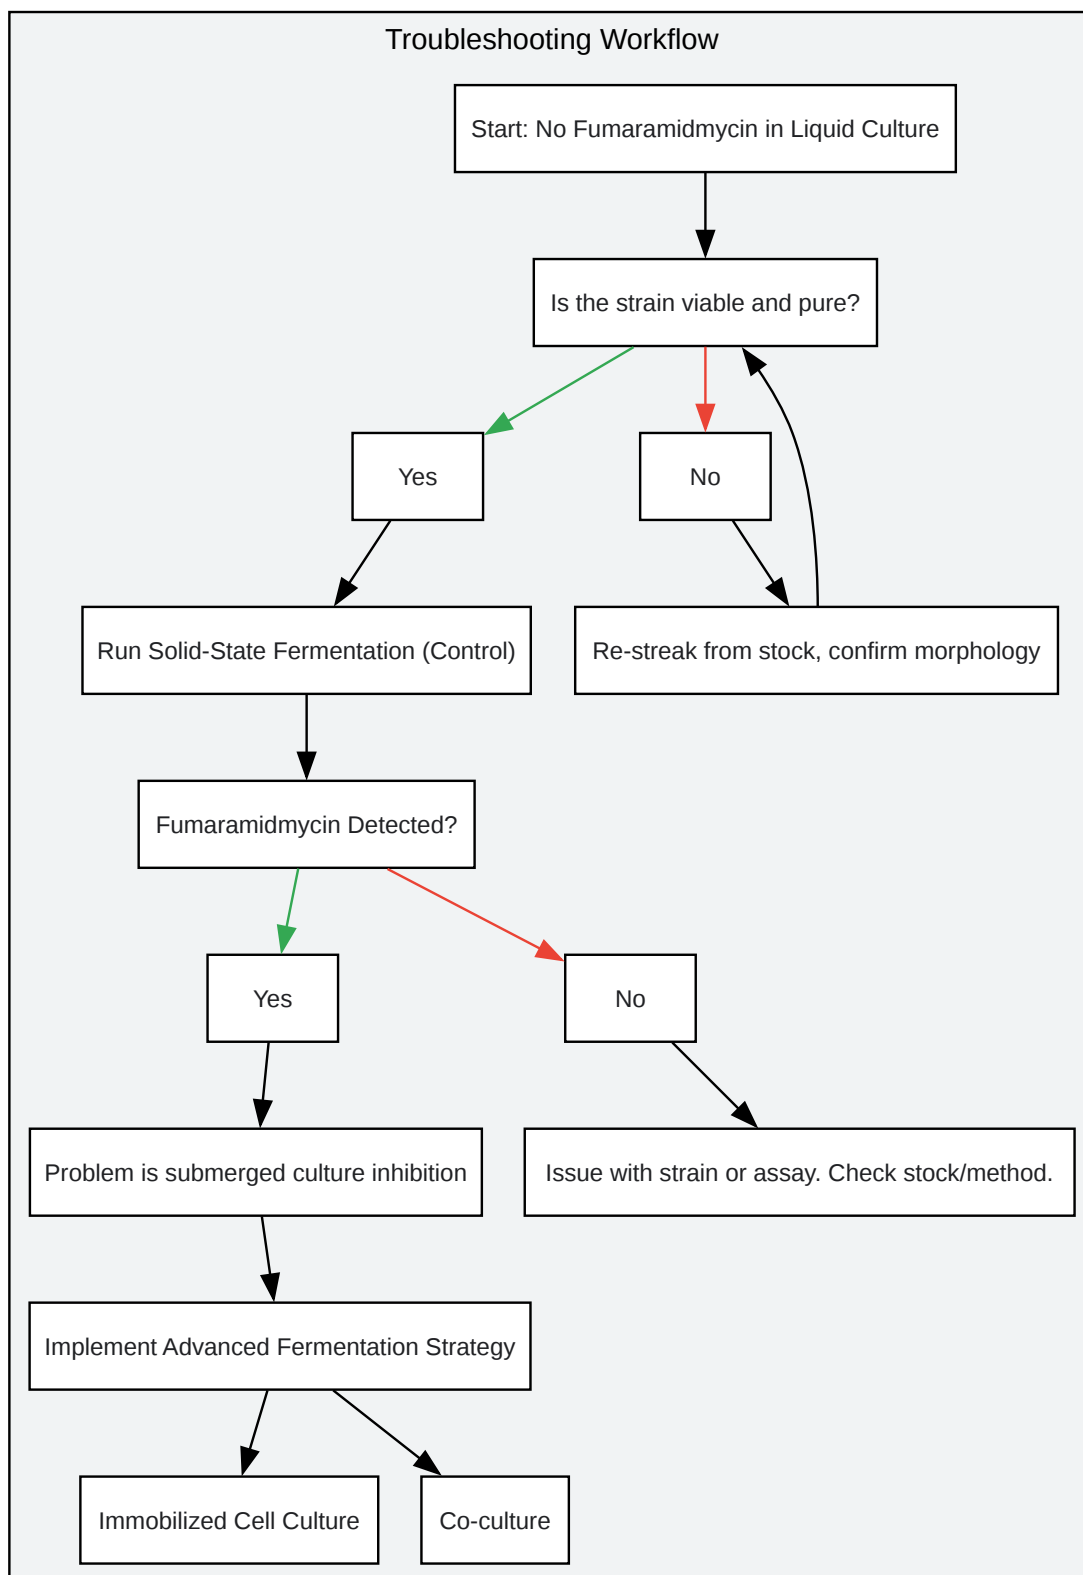 Troubleshooting Workflow
Start: No Fumaramidmycin in Liquid Culture
Is the strain viable and pure?
Yes
No
Run Solid-State Fermentation (Control)
Re-streak from stock, confirm morphology
Fumaramidmycin Detected?
Yes
No
Problem is submerged culture inhibition
Issue with strain or assay. Check stock/method.
Implement Advanced Fermentation Strategy
Immobilized Cell Culture
Co-culture